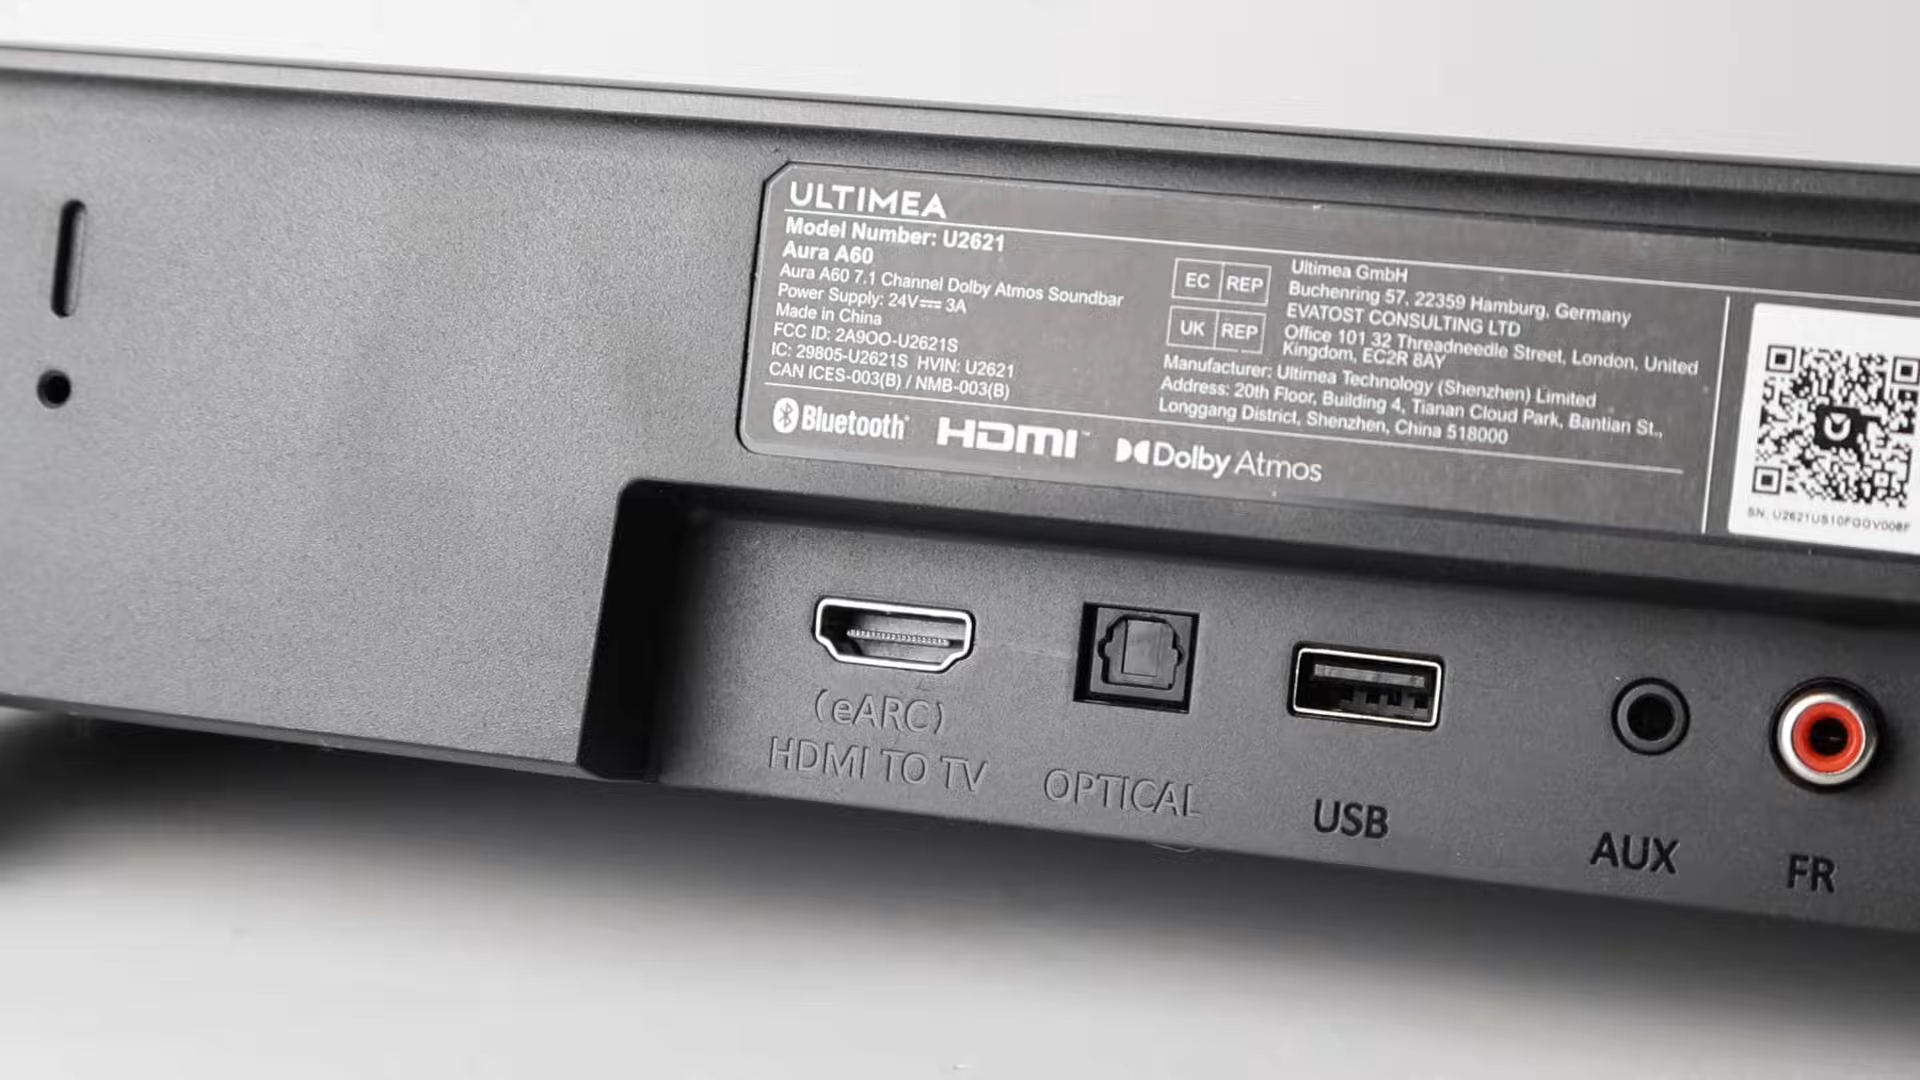 ULTIMEA
Model Number: U2621
Aura A60
Aura A60 7.1 Channel Dolby Atmos Soundbar
Power Supply: 24V⎓ 3A
Made in China
FCC ID: 2A9OO-U2621S
IC: 29805-U2621S HVIN: U2621
CAN ICES-003(B) / NMB-003(B)
Bluetooth®
HDMI™
Dolby Atmos
EC REP
UK REP
Ultimea GmbH
Buchenring 57, 22359 Hamburg, Germany
EVATOST CONSULTING LTD
Office 101 32 Threadneedle Street, London, United
Kingdom, EC2R 8AY
Manufacturer: Ultimea Technology (Shenzhen) Limited
Address: 20th Floor, Building 4, Tianan Cloud Park, Bantian St.,
Longgang District, Shenzhen, China 518000
(eARC)
HDMI TO TV
OPTICAL
USB
AUX
FR